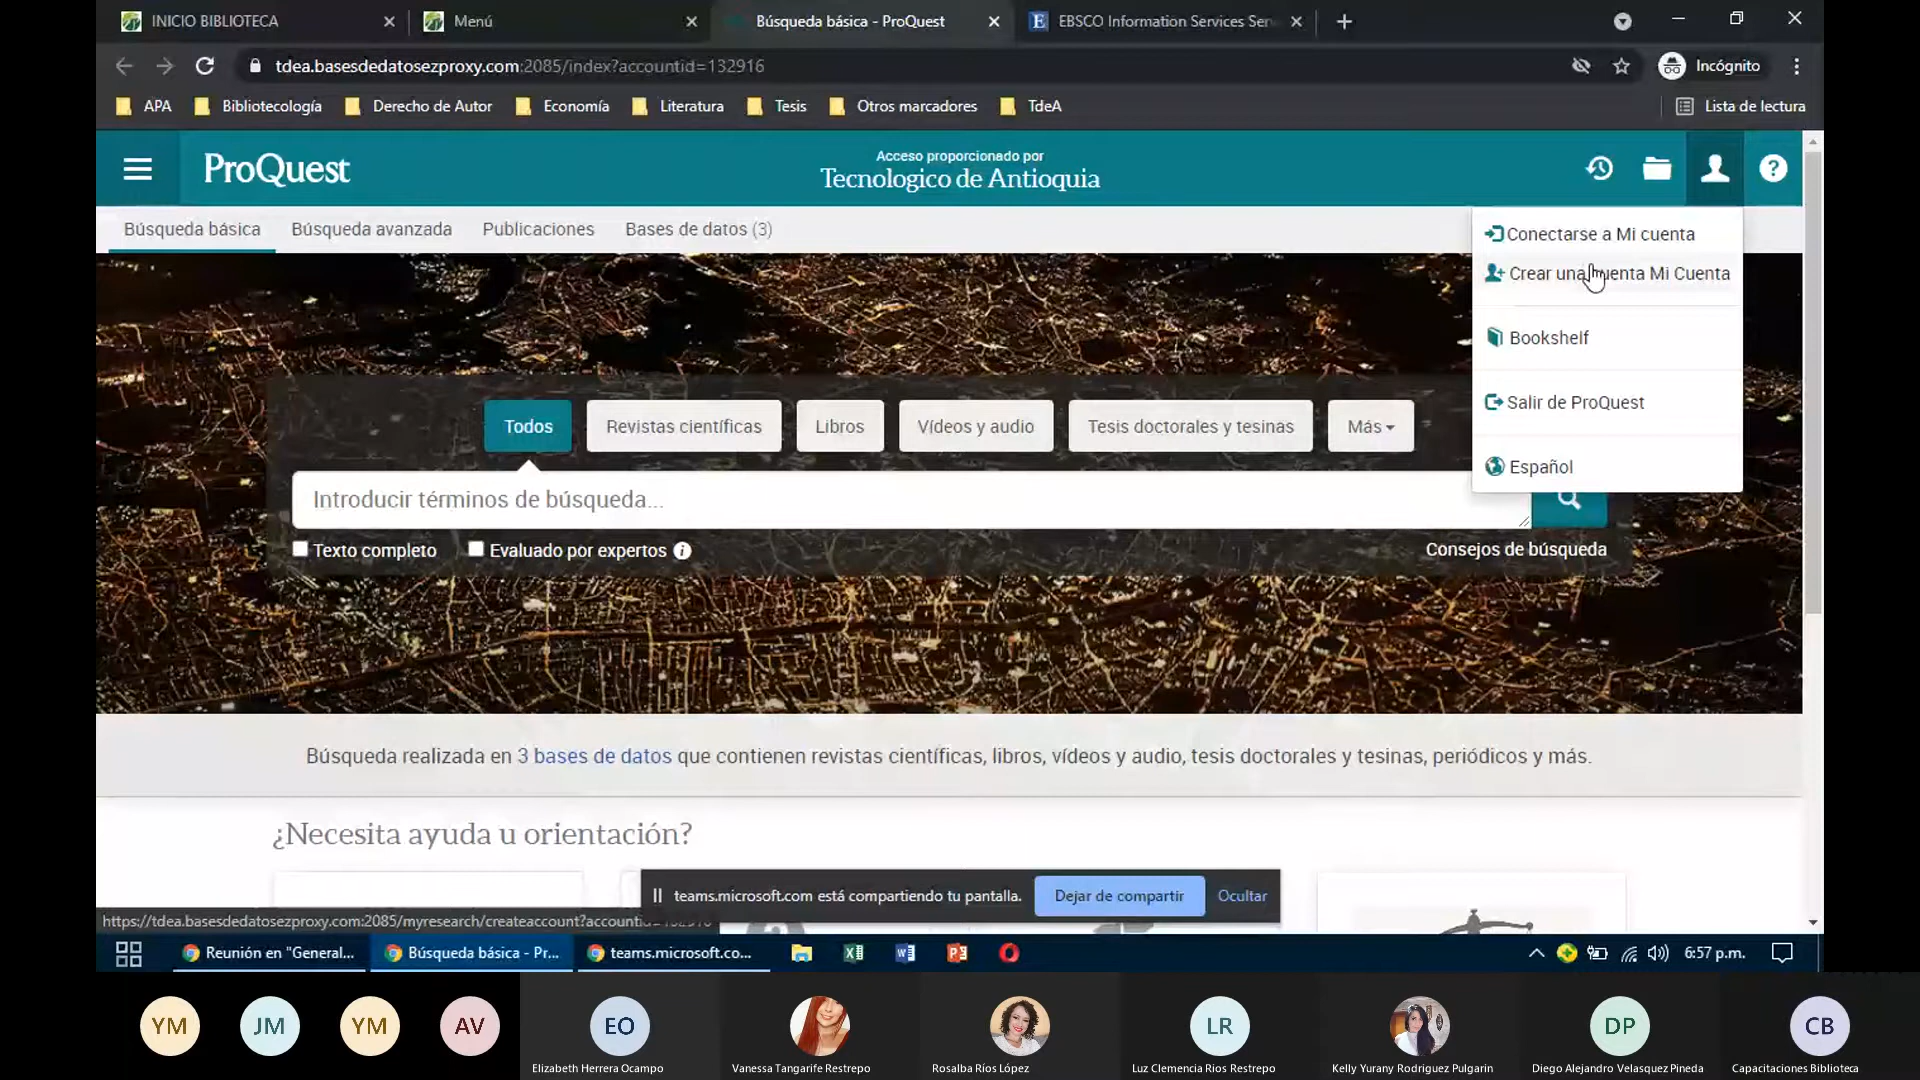 INICIO BIBLIOTECA
Menú
Búsqueda básica - ProQuest
EBSCO Information Services Ser
tdea.basesdedatosezproxy.com:2085/index?accountid=132916
Incógnito
APA
Bibliotecología
Derecho de Autor
Economía
Literatura
Tesis
Otros marcadores
TdeA
Lista de lectura
ProQuest
Acceso proporcionado por
Tecnologico de Antioquia
Búsqueda básica
Búsqueda avanzada
Publicaciones
Bases de datos (3)
Conectarse a Mi cuenta
Crear una cuenta Mi Cuenta
Bookshelf
Salir de ProQuest
Español
Todos
Revistas científicas
Libros
Vídeos y audio
Tesis doctorales y tesinas
Más
Introducir términos de búsqueda...
Texto completo
Evaluado por expertos
Consejos de búsqueda
Búsqueda realizada en 3 bases de datos que contienen revistas científicas, libros, vídeos y audio, tesis doctorales y tesinas, periódicos y más.
¿Necesita ayuda u orientación?
teams.microsoft.com está compartiendo tu pantalla.
Dejar de compartir
Ocultar
https://tdea.basesdedatosezproxy.com:2085/myresearch/createaccount?accountid=132916
Reunión en "General...
Búsqueda básica - Pr...
teams.microsoft.co...
6:57 p.m.
YM
JM
YM
AV
EO
LR
DP
CB
Elizabeth Herrera Ocampo
Vanessa Tangarife Restrepo
Rosalba Ríos López
Luz Clemencia Rios Restrepo
Kelly Yurany Rodriguez Pulgarin
Diego Alejandro Velasquez Pineda
Capacitaciones Biblioteca